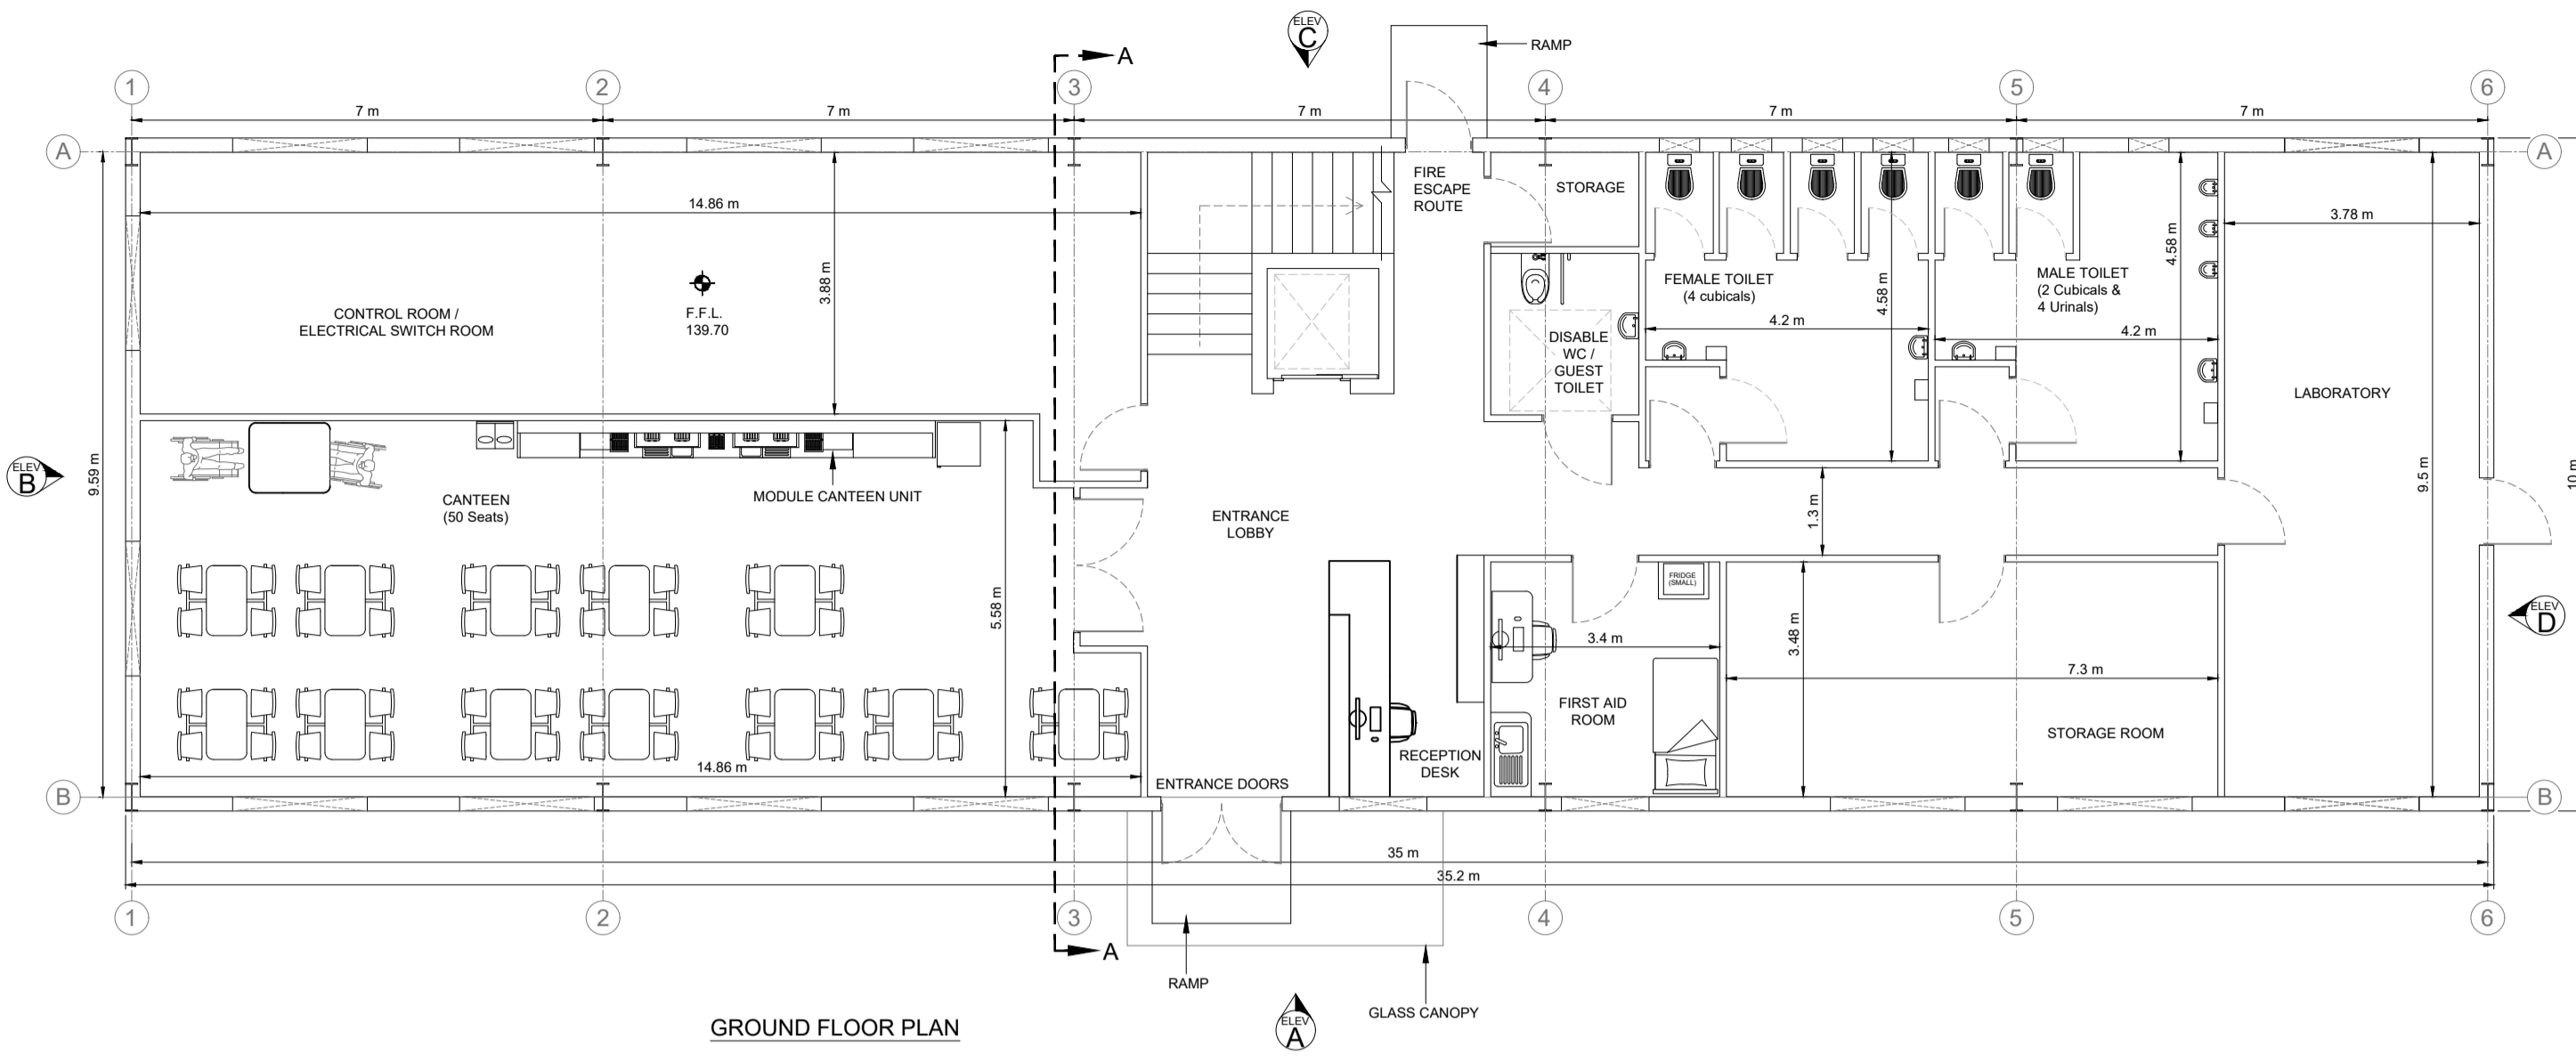 ELEV
C
RAMP
A
1
2
3
4
5
6
7 m
7 m
7 m
7 m
7 m
A
A
FIRE
ESCAPE
ROUTE
STORAGE
14.86 m
3.88 m
3.78 m
4.58 m
4.58 m
CONTROL ROOM /
ELECTRICAL SWITCH ROOM
F.F.L.
139.70
FEMALE TOILET
(4 cubicals)
4.2 m
MALE TOILET
(2 Cubicals &
4 Urinals)
4.2 m
DISABLE
WC /
GUEST
TOILET
LABORATORY
ELEV
B
9.59 m
CANTEEN
(50 Seats)
MODULE CANTEEN UNIT
ENTRANCE
LOBBY
1.3 m
9.5 m
10 m
5.58 m
FRIDGE
(SMALL)
3.4 m
3.48 m
7.3 m
ELEV
D
FIRST AID
ROOM
STORAGE ROOM
RECEPTION
DESK
14.86 m
ENTRANCE DOORS
B
B
35 m
35.2 m
1
2
3
4
5
6
A
RAMP
GLASS CANOPY
ELEV
A
GROUND FLOOR PLAN